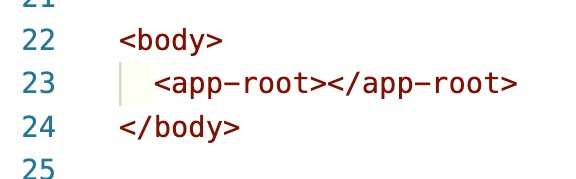 21
22 <body>
23 <app-root></app-root>
24 </body>
25